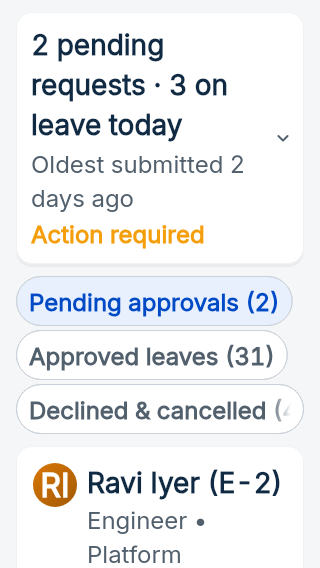 2 pending
requests · 3 on
leave today
Oldest submitted 2
days ago
Action required
Pending approvals (2)
Approved leaves (31)
Declined & cancelled
RI
Ravi Iyer (E-2)
Engineer •
Platform